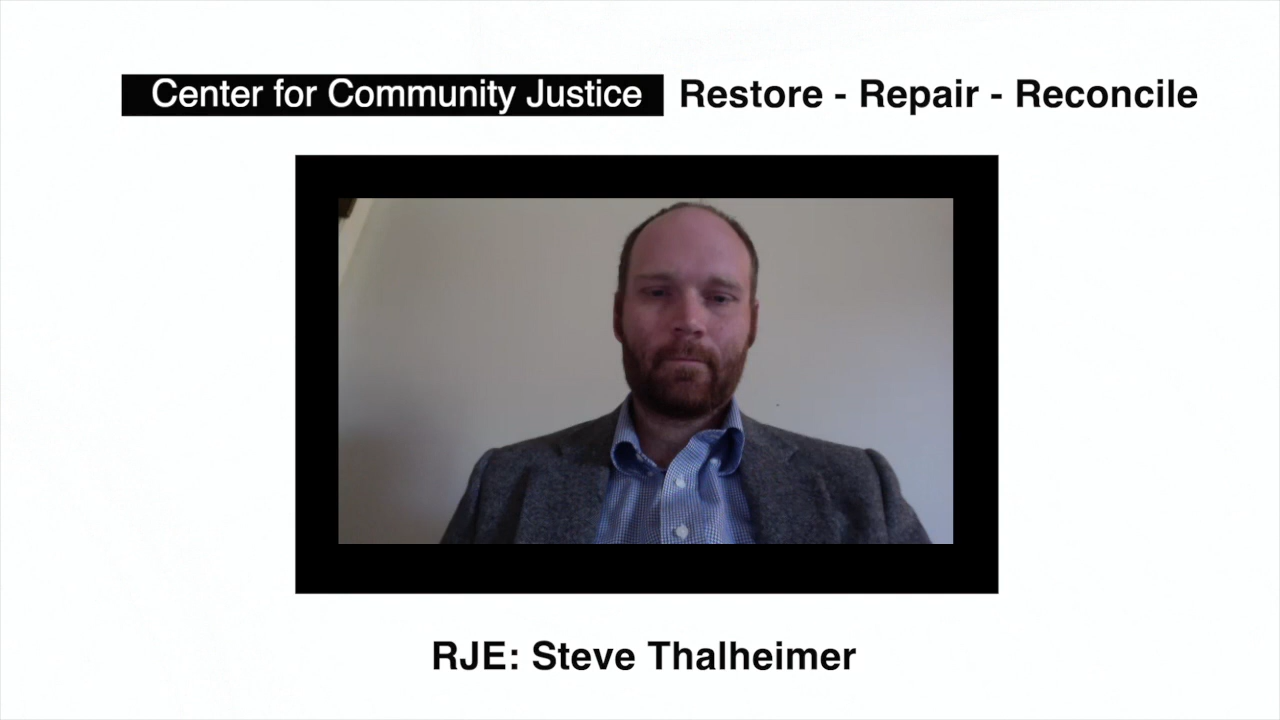 Center for Community Justice Restore - Repair - Reconcile
RJE: Steve Thalheimer